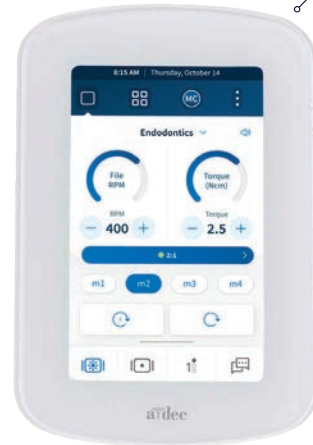 8:15 AM | Thursday, October 14
MC
Endodontics
File
RPM
Torque
(Ncm)
RPM
Torque
− 400 +
− 2.5 +
2:1
m1 m2 m3 m4
a-dec